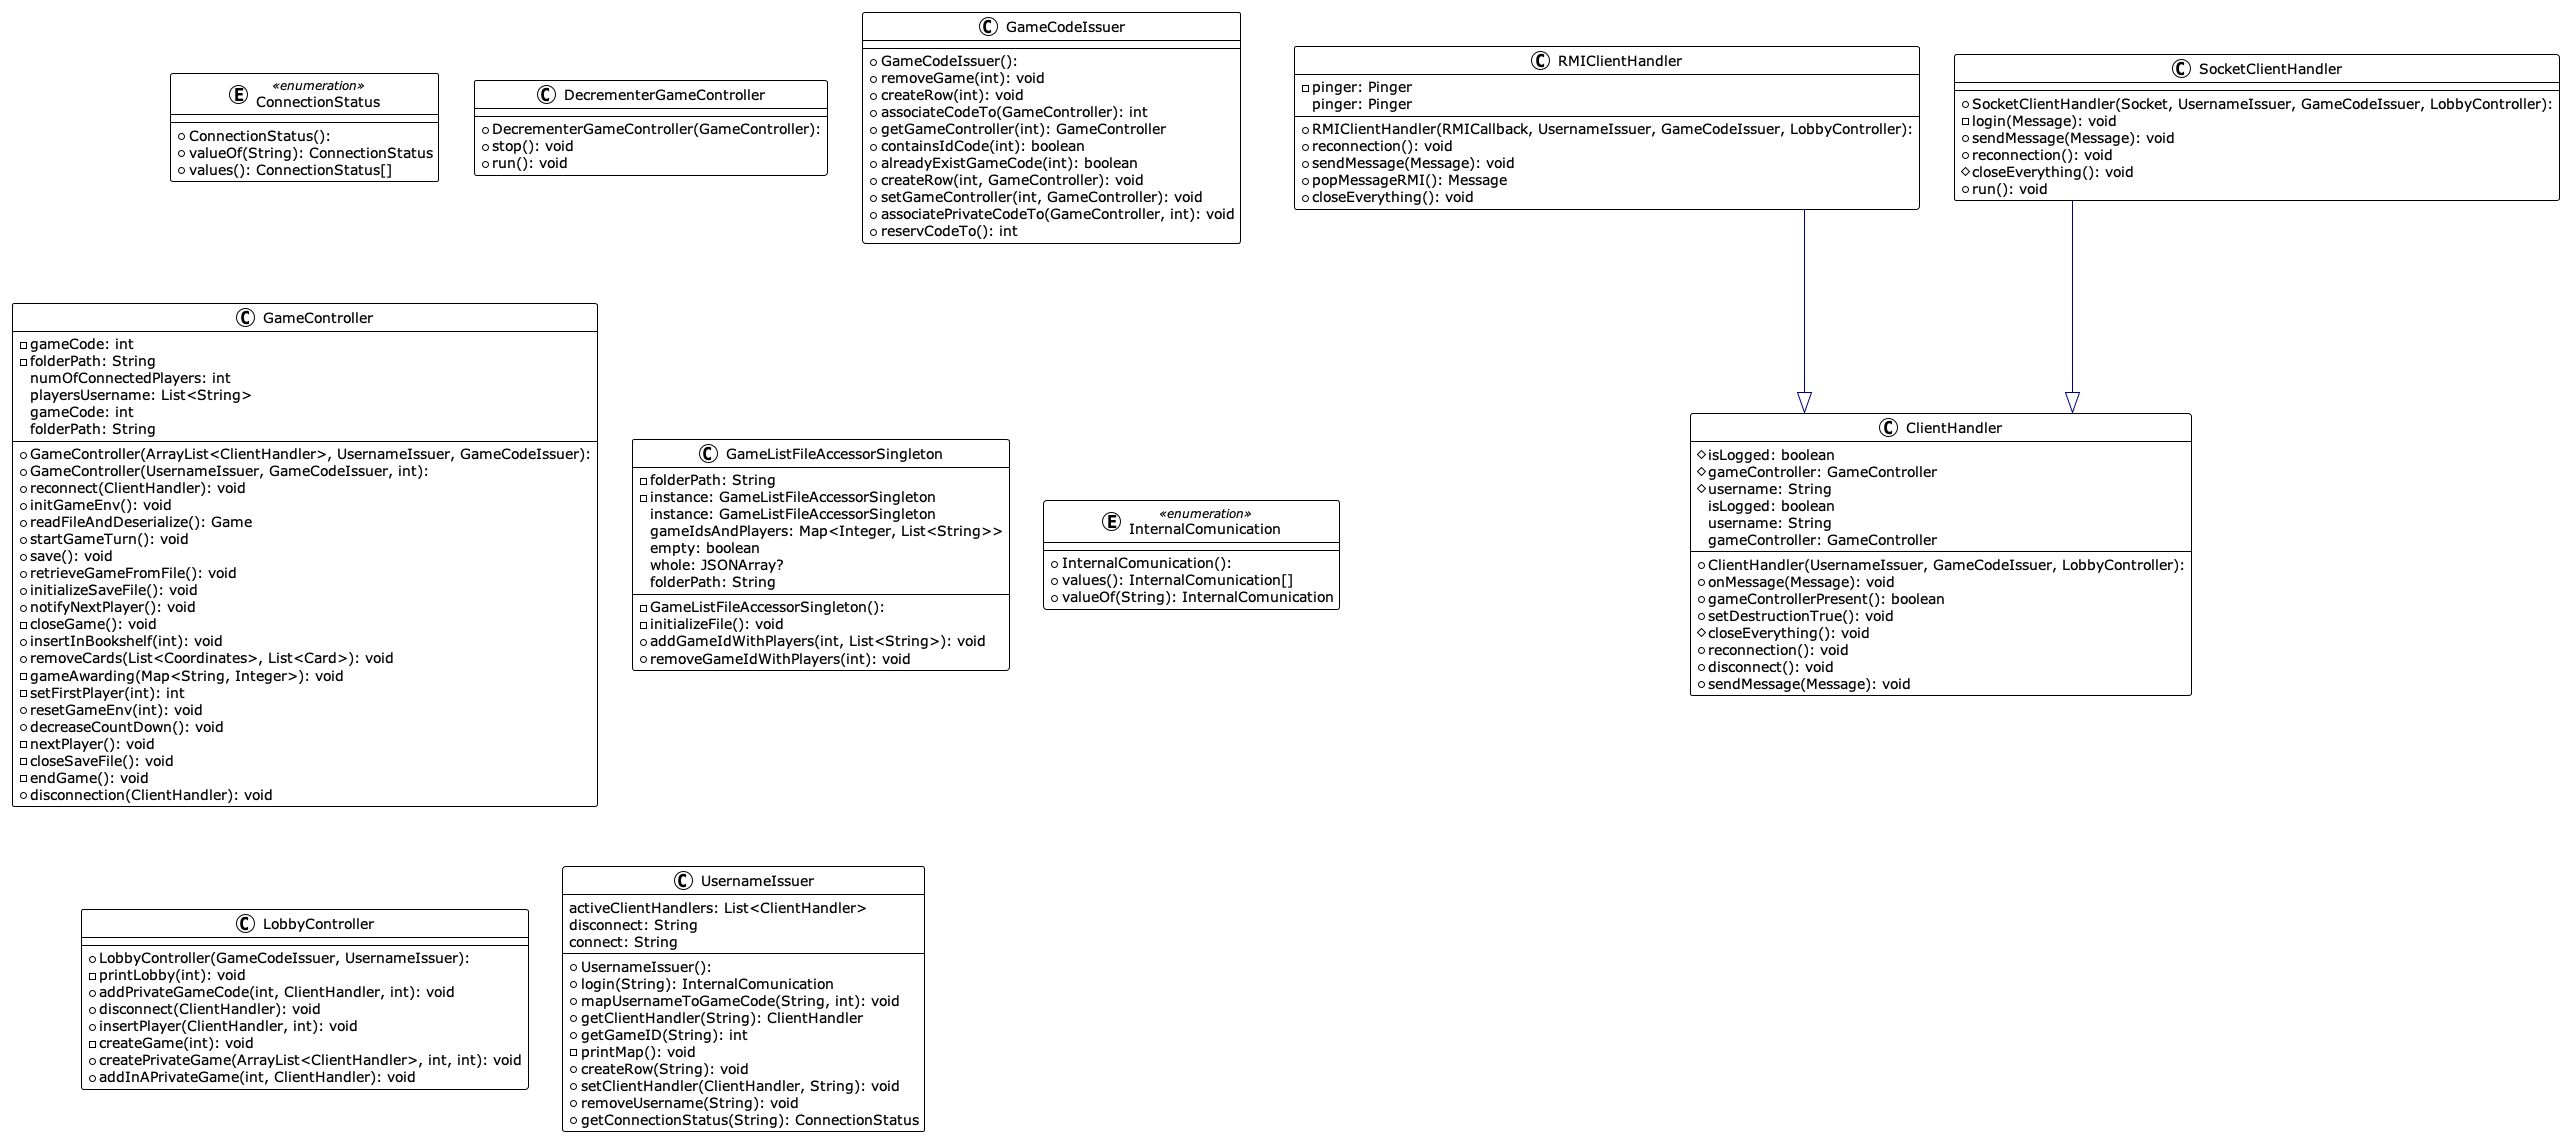 «enumeration»
E ConnectionStatus
ConnectionStatus():
valueOf(String): ConnectionStatus
values(): ConnectionStatus[]
C DecrementerGameController
DecrementerGameController(GameController):
stop(): void
run(): void
C GameCodeIssuer
GameCodeIssuer():
removeGame(int): void
createRow(int): void
associateCodeTo(GameController): int
getGameController(int): GameController
containsIdCode(int): boolean
alreadyExistGameCode(int): boolean
createRow(int, GameController): void
setGameController(int, GameController): void
associatePrivateCodeTo(GameController, int): void
reservCodeTo(): int
C RMIClientHandler
pinger: Pinger
pinger: Pinger
RMIClientHandler(RMICallback, UsernameIssuer, GameCodeIssuer, LobbyController):
reconnection(): void
sendMessage(Message): void
popMessageRMI(): Message
closeEverything(): void
C SocketClientHandler
SocketClientHandler(Socket, UsernameIssuer, GameCodeIssuer, LobbyController):
login(Message): void
sendMessage(Message): void
reconnection(): void
closeEverything(): void
run(): void
C GameController
gameCode: int
folderPath: String
numOfConnectedPlayers: int
playersUsername: List<String>
gameCode: int
folderPath: String
GameController(ArrayList<ClientHandler>, UsernameIssuer, GameCodeIssuer):
GameController(UsernameIssuer, GameCodeIssuer, int):
reconnect(ClientHandler): void
initGameEnv(): void
readFileAndDeserialize(): Game
startGameTurn(): void
save(): void
retrieveGameFromFile(): void
initializeSaveFile(): void
notifyNextPlayer(): void
closeGame(): void
insertInBookshelf(int): void
removeCards(List<Coordinates>, List<Card>): void
gameAwarding(Map<String, Integer>): void
setFirstPlayer(int): int
resetGameEnv(int): void
decreaseCountDown(): void
nextPlayer(): void
closeSaveFile(): void
endGame(): void
disconnection(ClientHandler): void
C GameListFileAccessorSingleton
folderPath: String
instance: GameListFileAccessorSingleton
instance: GameListFileAccessorSingleton
gameIdsAndPlayers: Map<Integer, List<String>>
empty: boolean
whole: JSONArray?
folderPath: String
GameListFileAccessorSingleton():
initializeFile(): void
addGameIdWithPlayers(int, List<String>): void
removeGameIdWithPlayers(int): void
«enumeration»
E InternalComunication
InternalComunication():
values(): InternalComunication[]
valueOf(String): InternalComunication
C ClientHandler
isLogged: boolean
gameController: GameController
username: String
isLogged: boolean
username: String
gameController: GameController
ClientHandler(UsernameIssuer, GameCodeIssuer, LobbyController):
onMessage(Message): void
gameControllerPresent(): boolean
setDestructionTrue(): void
closeEverything(): void
reconnection(): void
disconnect(): void
sendMessage(Message): void
C LobbyController
LobbyController(GameCodeIssuer, UsernameIssuer):
printLobby(int): void
addPrivateGameCode(int, ClientHandler, int): void
disconnect(ClientHandler): void
insertPlayer(ClientHandler, int): void
createGame(int): void
createPrivateGame(ArrayList<ClientHandler>, int, int): void
addInAPrivateGame(int, ClientHandler): void
C UsernameIssuer
activeClientHandlers: List<ClientHandler>
disconnect: String
connect: String
UsernameIssuer():
login(String): InternalComunication
mapUsernameToGameCode(String, int): void
getClientHandler(String): ClientHandler
getGameID(String): int
printMap(): void
createRow(String): void
setClientHandler(ClientHandler, String): void
removeUsername(String): void
getConnectionStatus(String): ConnectionStatus